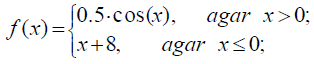 f(x) = { 0.5·cos(x), agar x>0;
x+8, agar x≤0;